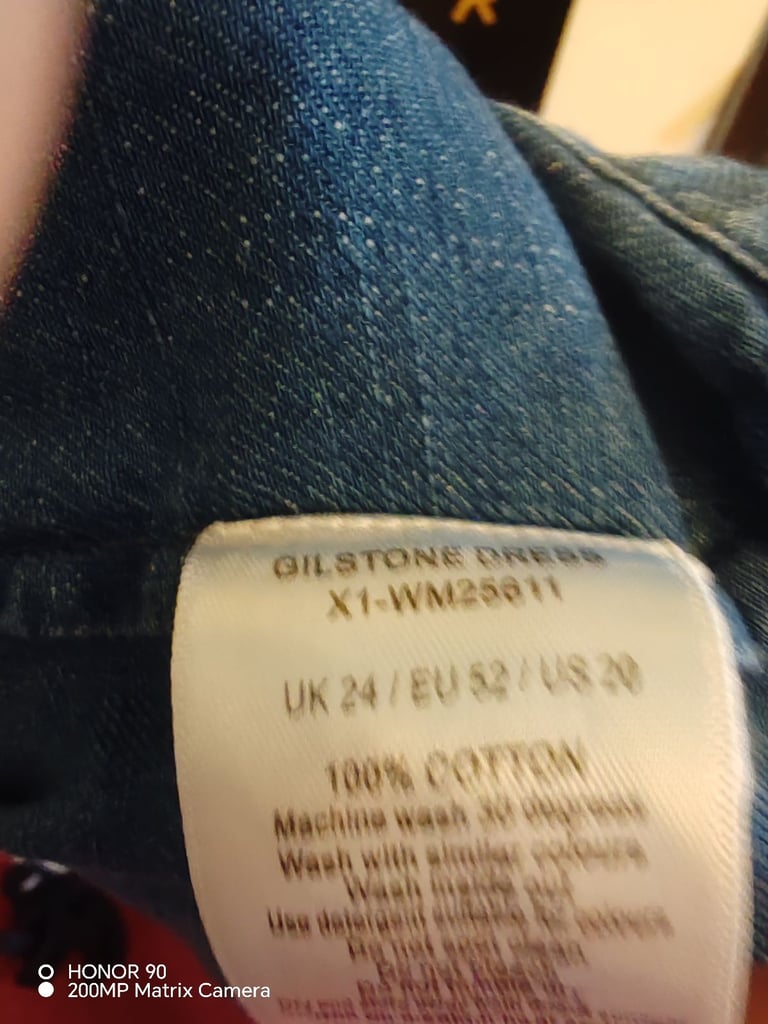 R
GILSTONE DRESS
X1-WM25611
UK 24 / EU 52 / US 20
100% COTTON
Machine wash 30 degrees
Wash with similar colours
Wash inside out
Use detergent suitable for colours
Do not
HONOR 90
200MP Matrix Camera